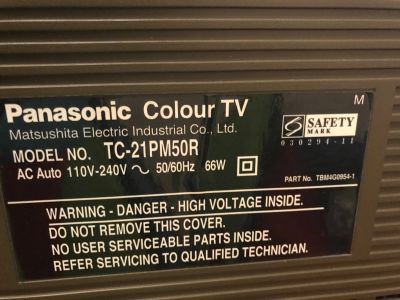 Panasonic Colour TV
M
Matsushita Electric Industrial Co., Ltd.
S
SAFETY
MARK
030294-11
MODEL NO. TC-21PM50R
AC Auto 110V-240V ~ 50/60Hz 66W
PART No. TBM4G0954-1
WARNING - DANGER - HIGH VOLTAGE INSIDE.
DO NOT REMOVE THIS COVER.
NO USER SERVICEABLE PARTS INSIDE.
REFER SERVICING TO QUALIFIED TECHNICIAN.